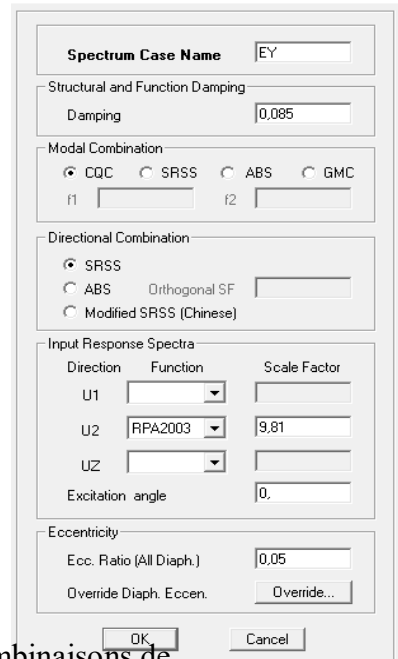 Spectrum Case Name EY
Structural and Function Damping
Damping 0,085
Modal Combination
CQC SRSS ABS GMC
f1 f2
Directional Combination
SRSS
ABS Orthogonal SF
Modified SRSS (Chinese)
Input Response Spectra
Direction Function Scale Factor
U1
U2 RPA2003 9,81
UZ
Excitation angle 0,
Eccentricity
Ecc. Ratio (All Diaph.) 0,05
Override Diaph. Eccen. Override...
OK Cancel
mbinaisons de